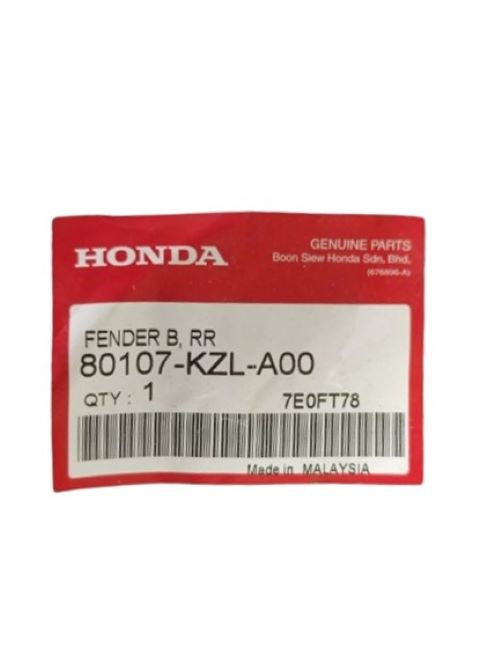 HONDA
GENUINE PARTS
Boon Siew Honda Sdn. Bhd.
(676896-A)
FENDER B, RR
80107-KZL-A00
QTY : 1 7E0FT78
Made in MALAYSIA